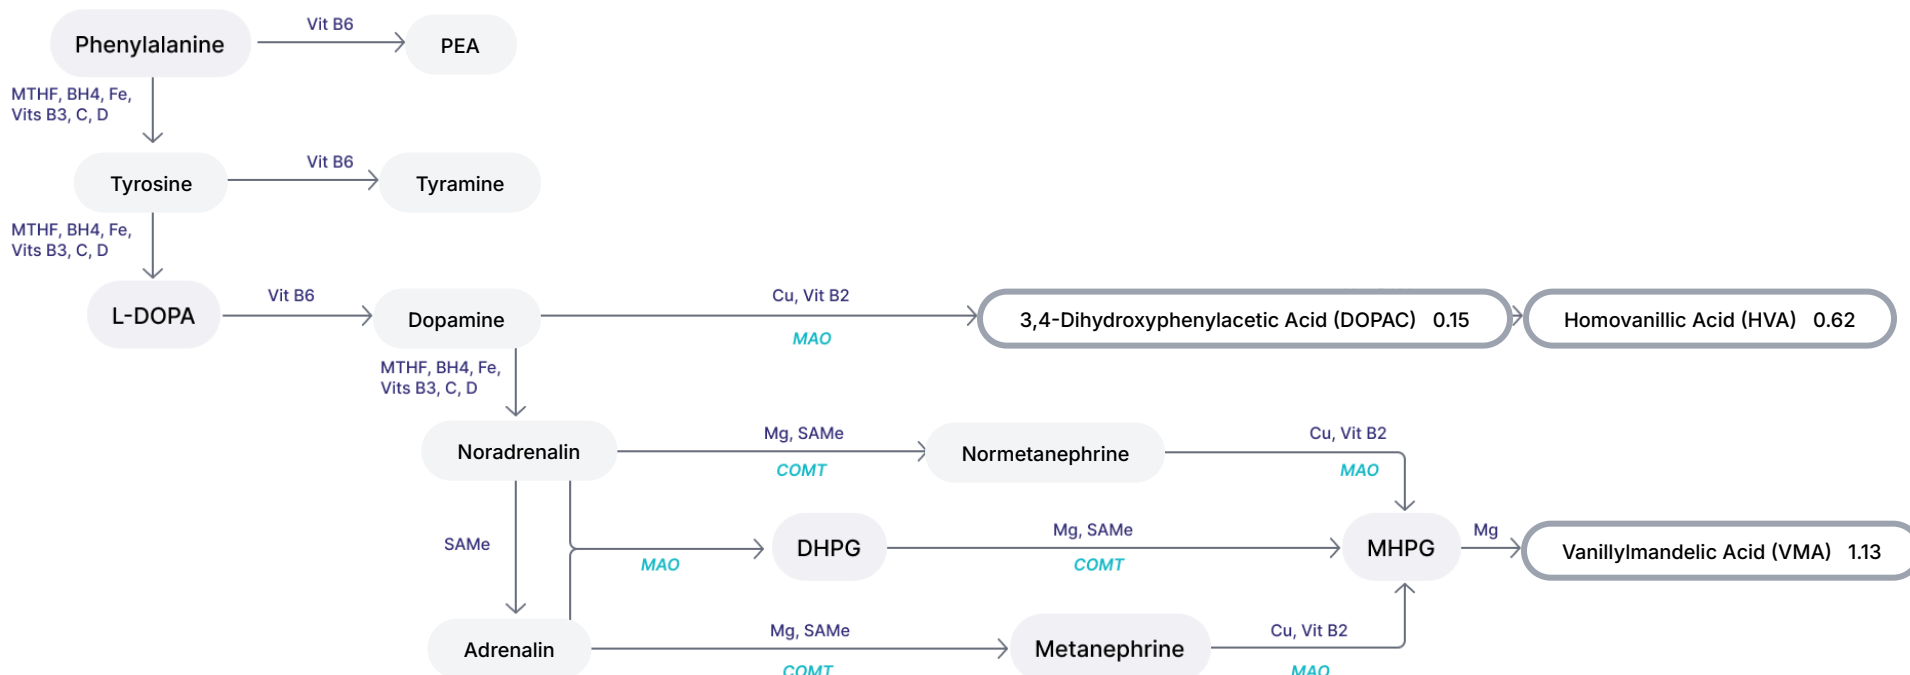 Vit B6
Phenylalanine
PEA
MTHF, BH4, Fe,
Vits B3, C, D
Vit B6
Tyrosine
Tyramine
MTHF, BH4, Fe,
Vits B3, C, D
Vit B6
Cu, Vit B2
L-DOPA
Dopamine
3,4-Dihydroxyphenylacetic Acid (DOPAC) 0.15
Homovanillic Acid (HVA) 0.62
MAO
MTHF, BH4, Fe,
Vits B3, C, D
Mg, SAMe
Cu, Vit B2
Noradrenalin
Normetanephrine
COMT
MAO
Mg, SAMe
Mg
SAMe
DHPG
MHPG
Vanillylmandelic Acid (VMA) 1.13
MAO
COMT
Mg, SAMe
Cu, Vit B2
Adrenalin
Metanephrine
COMT
MAO